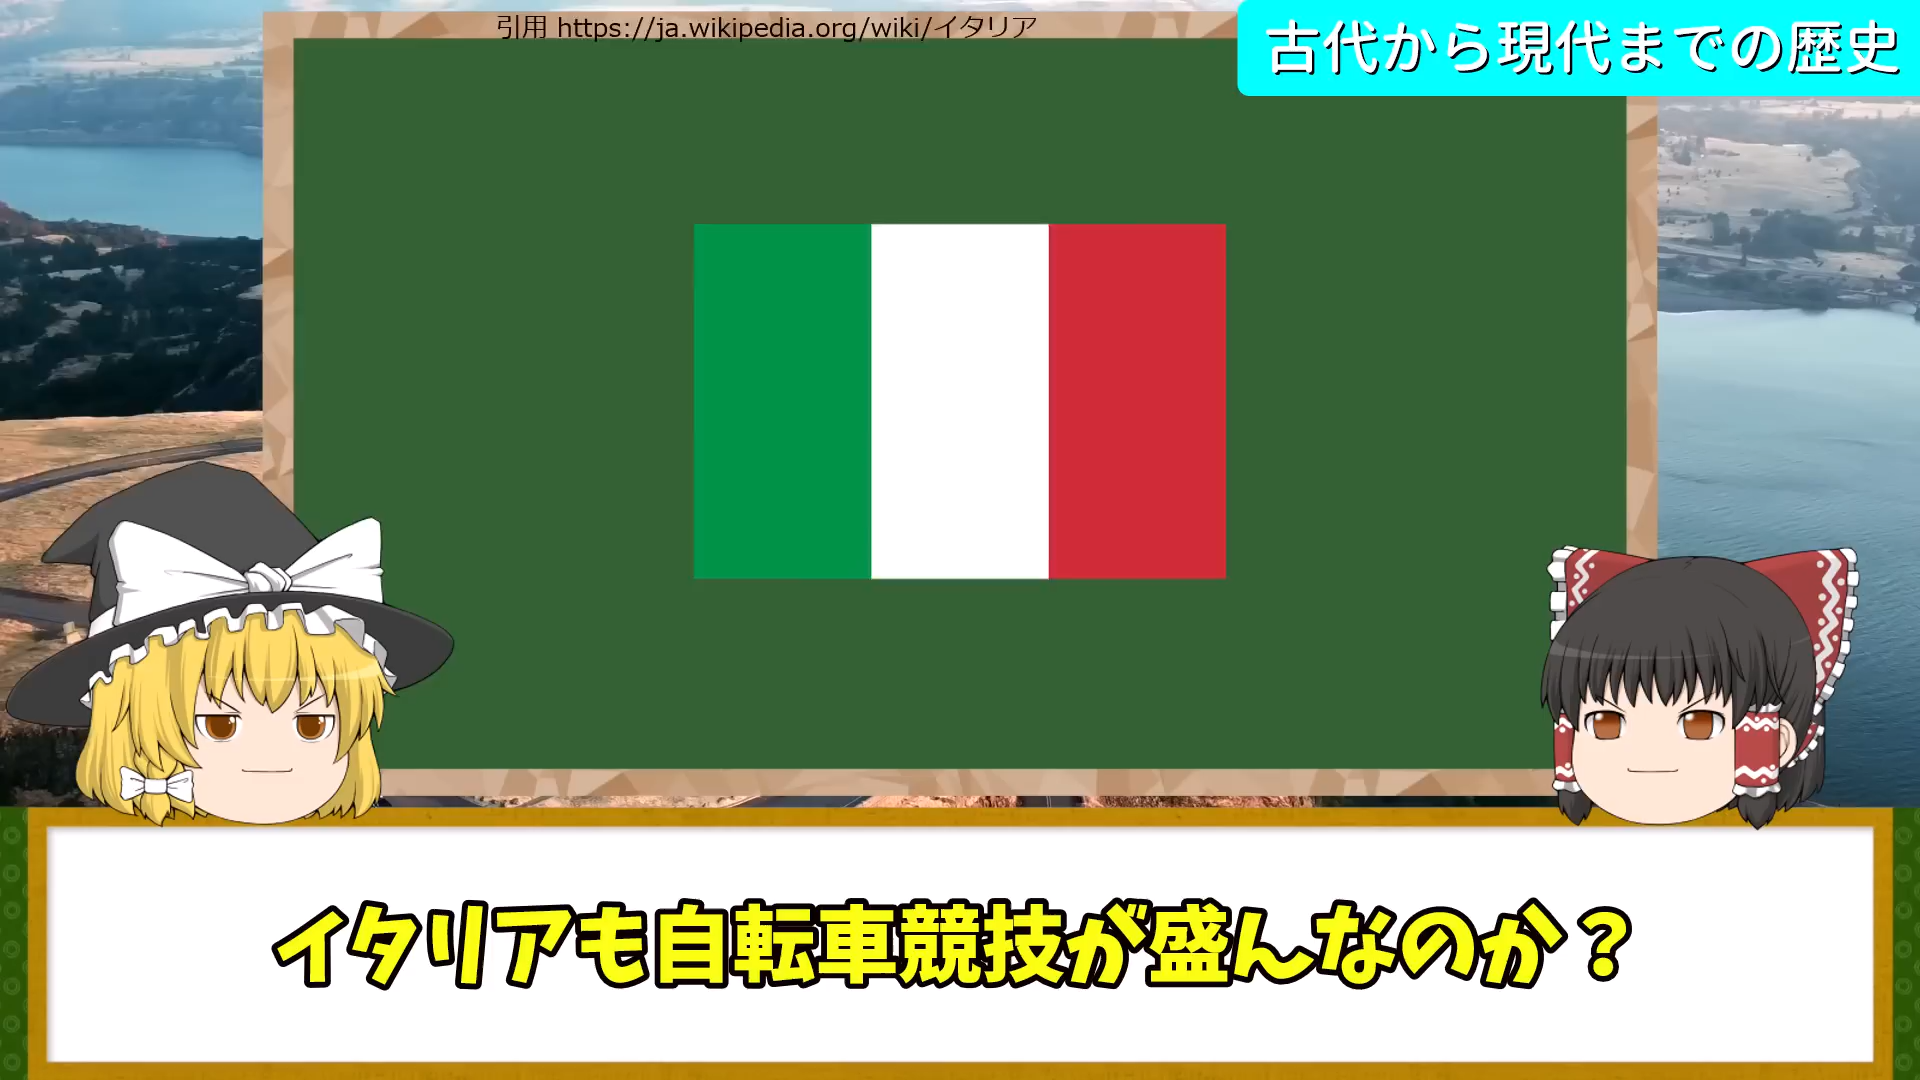 引用 https://ja.wikipedia.org/wiki/イタリア
古代から現代までの歴史
イタリアも自転車競技が盛んなのか？